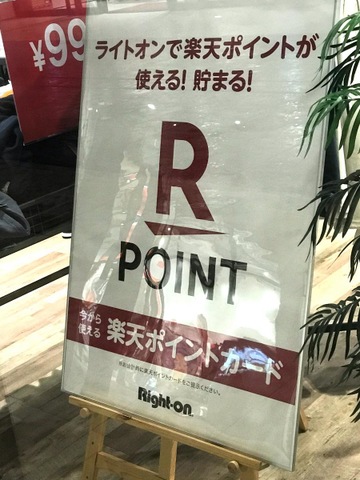 ¥99
ライトオンで楽天ポイントが
使える! 貯まる!
R
POINT
今から
使える 楽天ポイントカード
Right-on